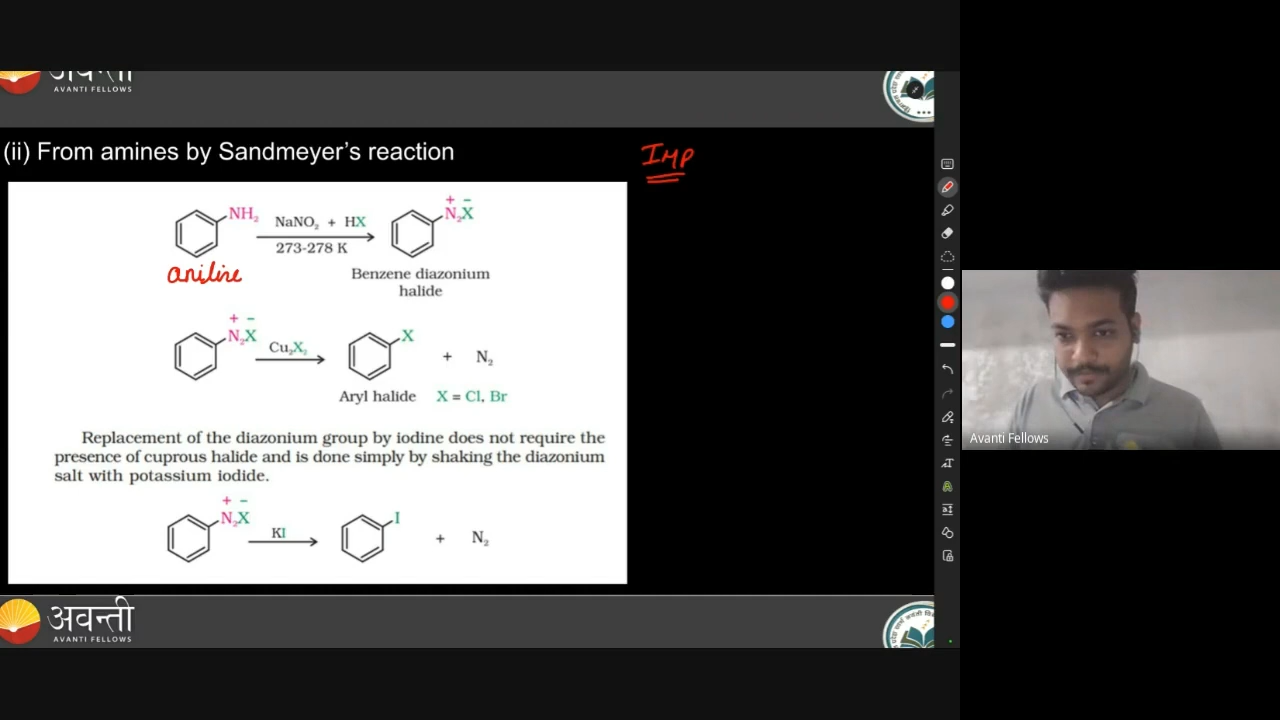 अवन्ती
AVANTI FELLOWS
(ii) From amines by Sandmeyer's reaction
IMP
NH₂
NaNO₂ + HX
273-278 K
+ −
N₂X
aniline
Benzene diazonium
halide
+ −
N₂X
Cu₂X₂
X
+ N₂
Aryl halide X = Cl, Br
Replacement of the diazonium group by iodine does not require the
presence of cuprous halide and is done simply by shaking the diazonium
salt with potassium iodide.
+ −
N₂X
KI
I
+ N₂
Avanti Fellows
अवन्ती
AVANTI FELLOWS